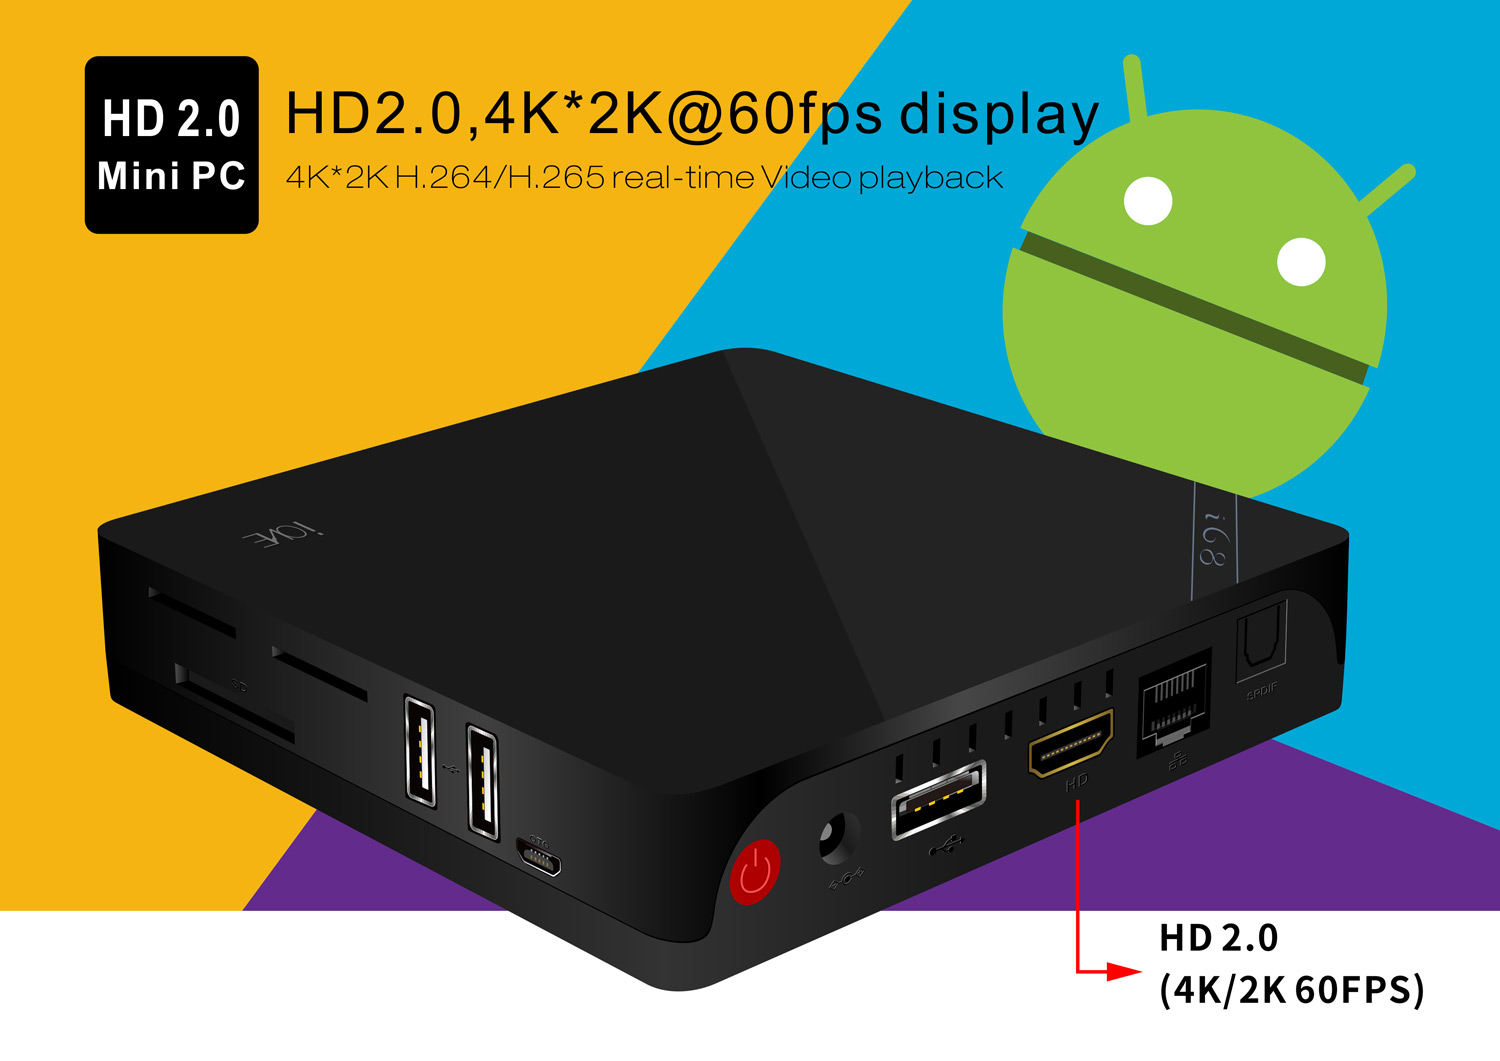 HD 2.0
Mini PC
HD2.0,4K*2K@60fps display
4K*2K H.264/H.265 real-time Video playback
i68
SD
OTG
HD
SPDIF
HD 2.0
(4K/2K 60FPS)